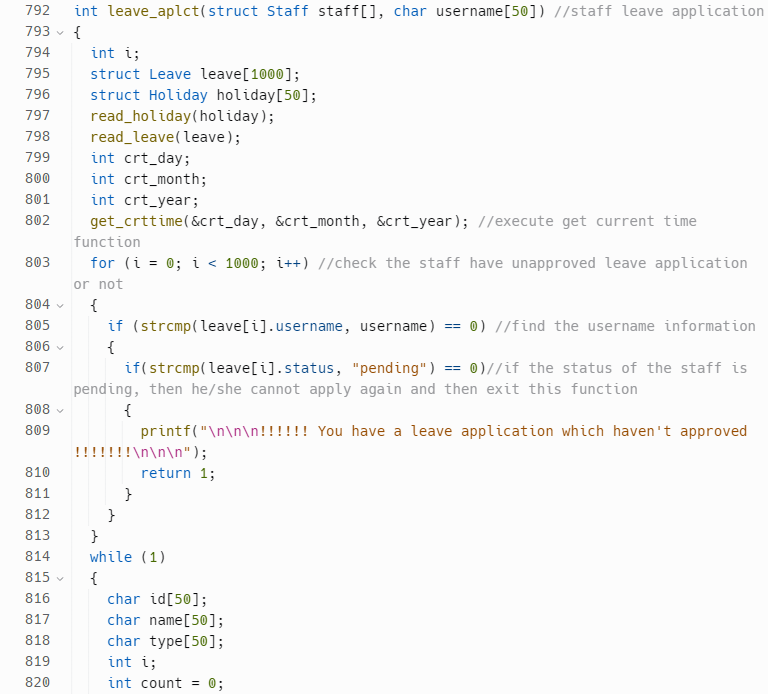 792 int leave_aplct(struct Staff staff[], char username[50]) //staff leave application
793 {
794 int i;
795 struct Leave leave[1000];
796 struct Holiday holiday[50];
797 read_holiday(holiday);
798 read_leave(leave);
799 int crt_day;
800 int crt_month;
801 int crt_year;
802 get_crttime(&crt_day, &crt_month, &crt_year); //execute get current time
function
803 for (i = 0; i < 1000; i++) //check the staff have unapproved leave application
or not
804 {
805 if (strcmp(leave[i].username, username) == 0) //find the username information
806 {
807 if(strcmp(leave[i].status, "pending") == 0)//if the status of the staff is
pending, then he/she cannot apply again and then exit this function
808 {
809 printf("\n\n\n!!!!!! You have a leave application which haven't approved
!!!!!!!\n\n\n");
810 return 1;
811 }
812 }
813 }
814 while (1)
815 {
816 char id[50];
817 char name[50];
818 char type[50];
819 int i;
820 int count = 0;